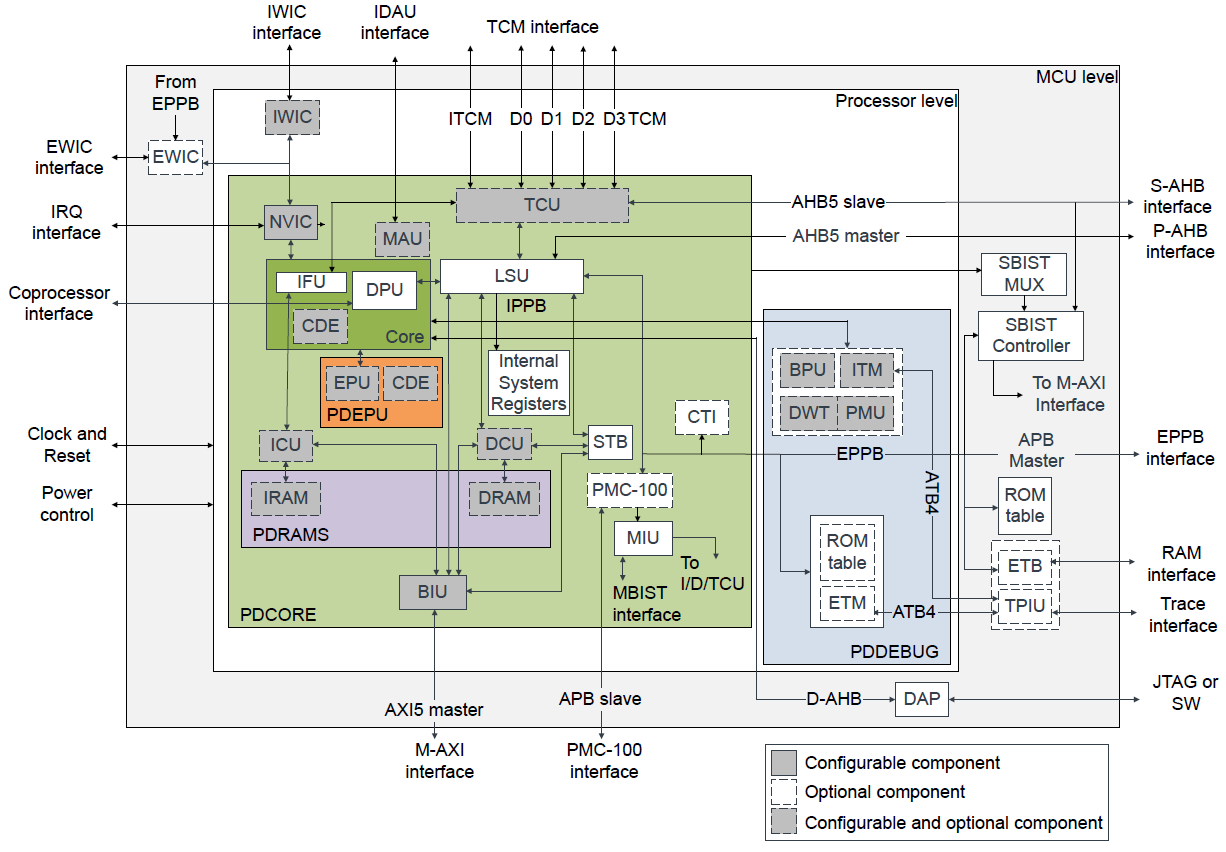 IWIC
interface
IDAU
interface
TCM interface
MCU level
From
EPPB
Processor level
IWIC
ITCM
D0
D1
D2
D3 TCM
EWIC
interface
EWIC
IRQ
interface
NVIC
MAU
TCU
AHB5 slave
S-AHB
interface
AHB5 master
P-AHB
interface
IFU
DPU
LSU
IPPB
SBIST
MUX
Coprocessor
interface
CDE
Core
SBIST
Controller
EPU
CDE
PDEPU
Internal
System
Registers
BPU
ITM
DWT
PMU
To M-AXI
Interface
CTI
Clock and
Reset
ICU
DCU
STB
EPPB
APB
Master
EPPB
interface
Power
control
IRAM
DRAM
PDRAMS
PMC-100
ATB4
ROM
table
MIU
ROM
table
To
I/D/TCU
ETB
RAM
interface
BIU
MBIST
interface
PDCORE
ETM
ATB4
TPIU
Trace
interface
PDDEBUG
AXI5 master
APB slave
D-AHB
DAP
JTAG or
SW
M-AXI
interface
PMC-100
interface
Configurable component
Optional component
Configurable and optional component